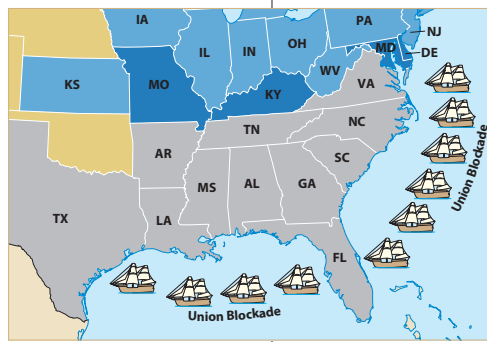 IA
PA
NJ
IL
IN
OH
MD
DE
WV
KS
MO
KY
VA
TN
NC
AR
SC
MS
AL
GA
TX
LA
FL
Union Blockade
Union Blockade